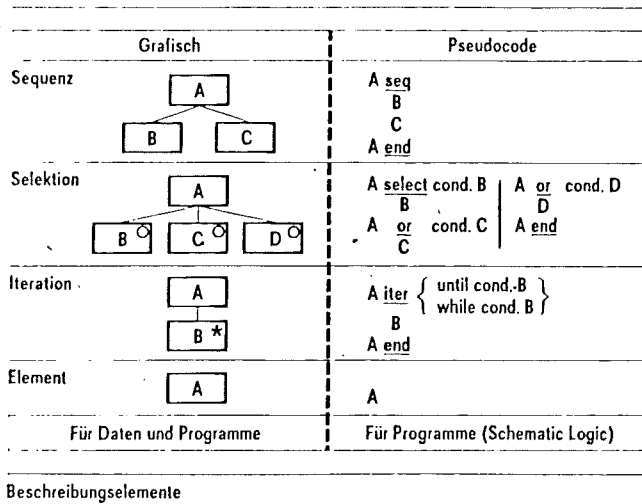 Grafisch Pseudocode
Sequenz
A
B C
A seq
B
C
A end
Selektion
A
B C D
A select cond. B
B
A or cond. C
C
A or cond. D
D
A end
Iteration
A
B *
A iter { until cond.-B
while cond. B }
B
A end
Element
A
A
Für Daten und Programme Für Programme (Schematic Logic)
Beschreibungselemente